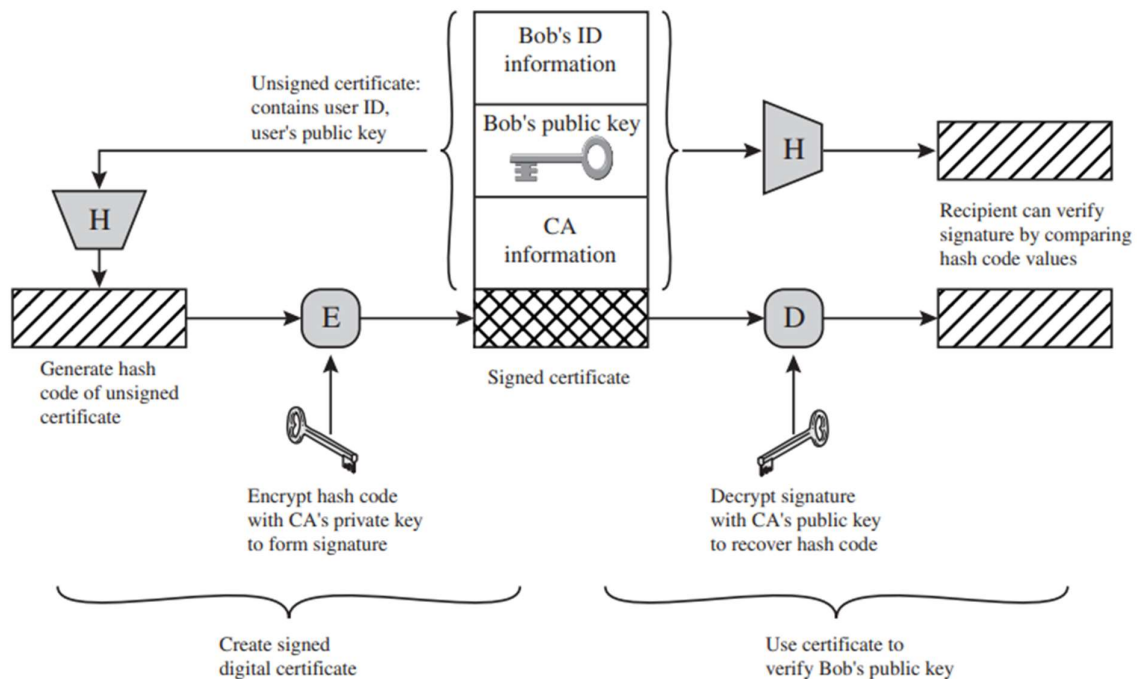 Unsigned certificate:
contains user ID,
user's public key
Bob's ID
information
Bob's public key
CA
information
H
H
Recipient can verify
signature by comparing
hash code values
E
D
Generate hash
code of unsigned
certificate
Signed certificate
Encrypt hash code
with CA's private key
to form signature
Decrypt signature
with CA's public key
to recover hash code
Create signed
digital certificate
Use certificate to
verify Bob's public key